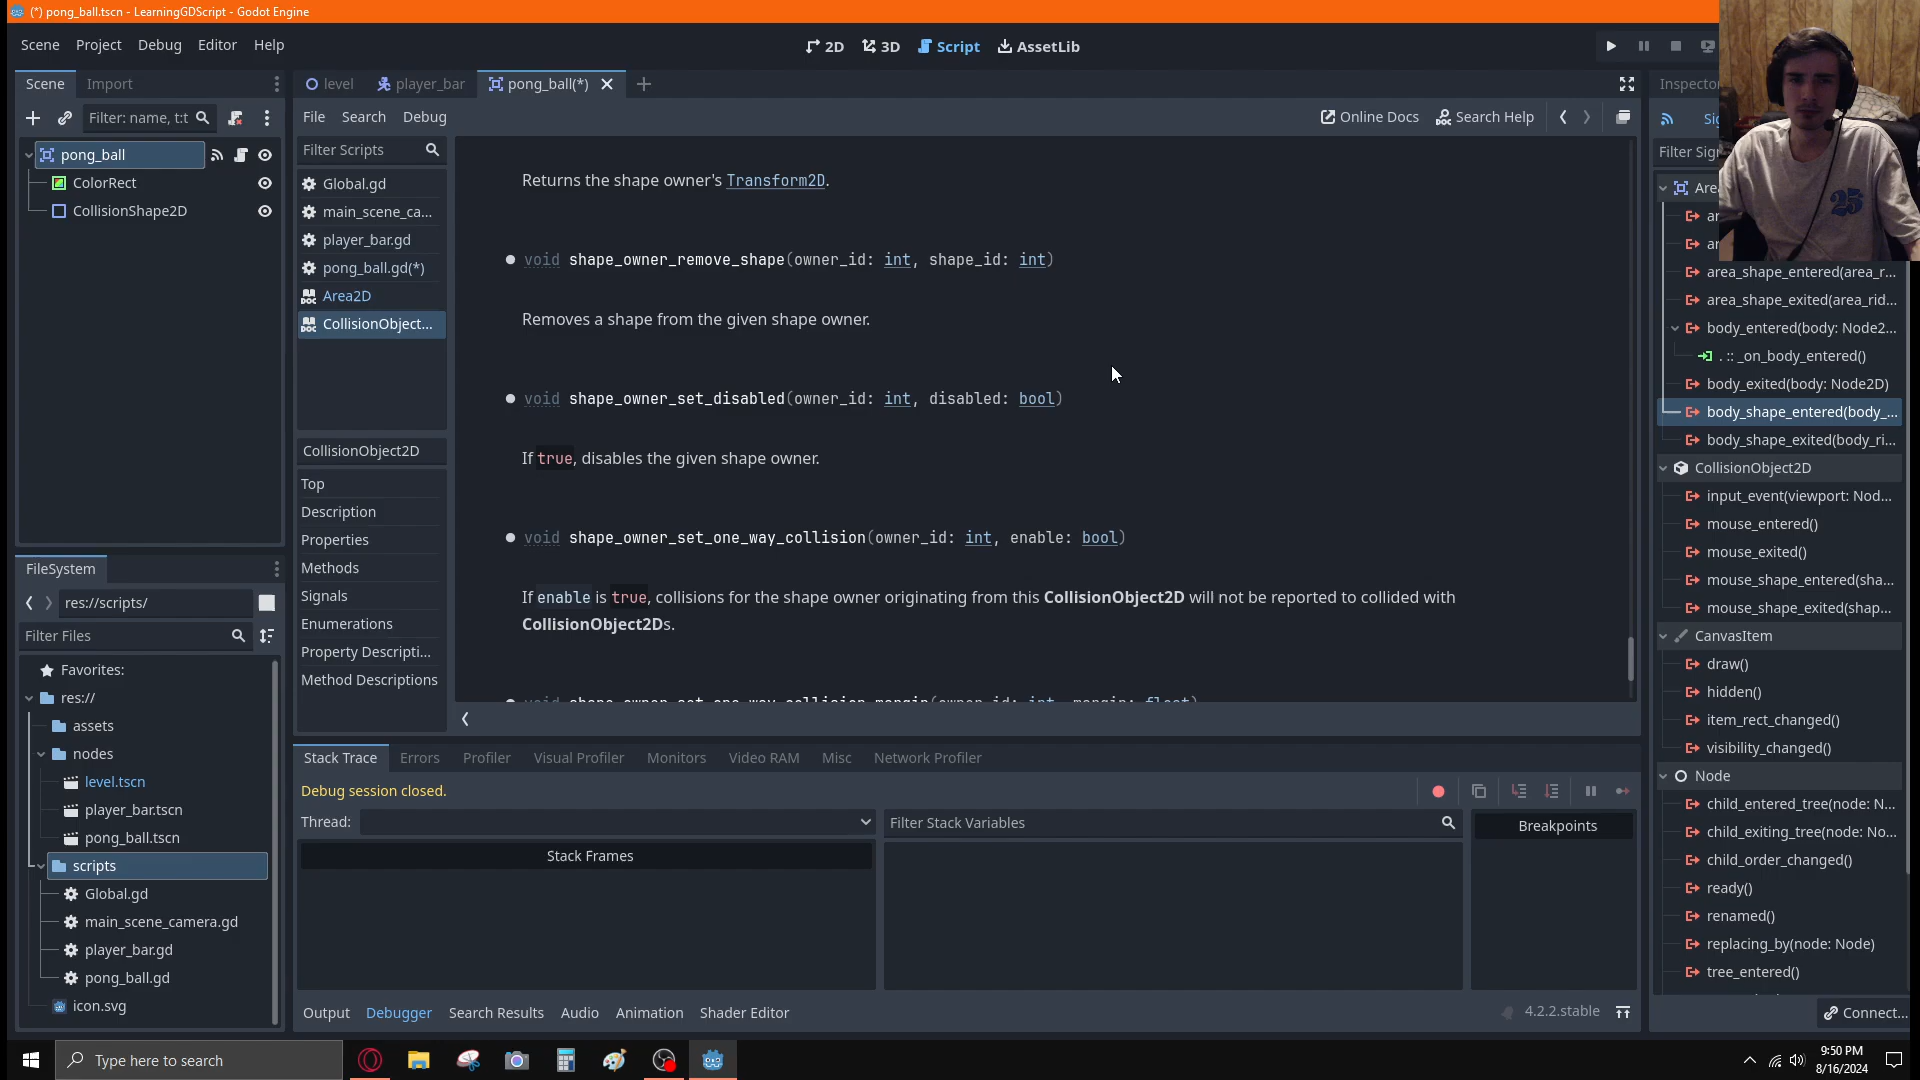 (*) pong_ball.tscn - LearningGDScript - Godot Engine
Scene Project Debug Editor Help
2D 3D Script AssetLib
Scene Import
level player_bar pong_ball(*)
Inspector
Filter: name, t:t
File Search Debug
Online Docs Search Help
Filter Scripts
pong_ball
ColorRect
CollisionShape2D
Global.gd
main_scene_ca...
player_bar.gd
pong_ball.gd(*)
Area2D
CollisionObject...
CollisionObject2D
Top
Description
Properties
Methods
Signals
Enumerations
Property Descripti...
Method Descriptions
Returns the shape owner's Transform2D.
void shape_owner_remove_shape(owner_id: int, shape_id: int)
Removes a shape from the given shape owner.
void shape_owner_set_disabled(owner_id: int, disabled: bool)
If true, disables the given shape owner.
void shape_owner_set_one_way_collision(owner_id: int, enable: bool)
If enable is true, collisions for the shape owner originating from this CollisionObject2D will not be reported to collided with
CollisionObject2Ds.
void shape_owner_set_one_way_collision_margin(owner_id: int, margin: float)
FileSystem
res://scripts/
Filter Files
Favorites:
res://
assets
nodes
level.tscn
player_bar.tscn
pong_ball.tscn
scripts
Global.gd
main_scene_camera.gd
player_bar.gd
pong_ball.gd
icon.svg
Stack Trace Errors Profiler Visual Profiler Monitors Video RAM Misc Network Profiler
Debug session closed.
Thread:
Filter Stack Variables
Breakpoints
Stack Frames
Output Debugger Search Results Audio Animation Shader Editor
4.2.2.stable
Filter Sig
area_shape_entered(area_r...
area_shape_exited(area_rid...
body_entered(body: Node2...
. :: _on_body_entered()
body_exited(body: Node2D)
body_shape_entered(body_...
body_shape_exited(body_ri...
CollisionObject2D
input_event(viewport: Nod...
mouse_entered()
mouse_exited()
mouse_shape_entered(sha...
mouse_shape_exited(shap...
CanvasItem
draw()
hidden()
item_rect_changed()
visibility_changed()
Node
child_entered_tree(node: N...
child_exiting_tree(node: No...
child_order_changed()
ready()
renamed()
replacing_by(node: Node)
tree_entered()
Connect...
25
Type here to search
9:50 PM
8/16/2024